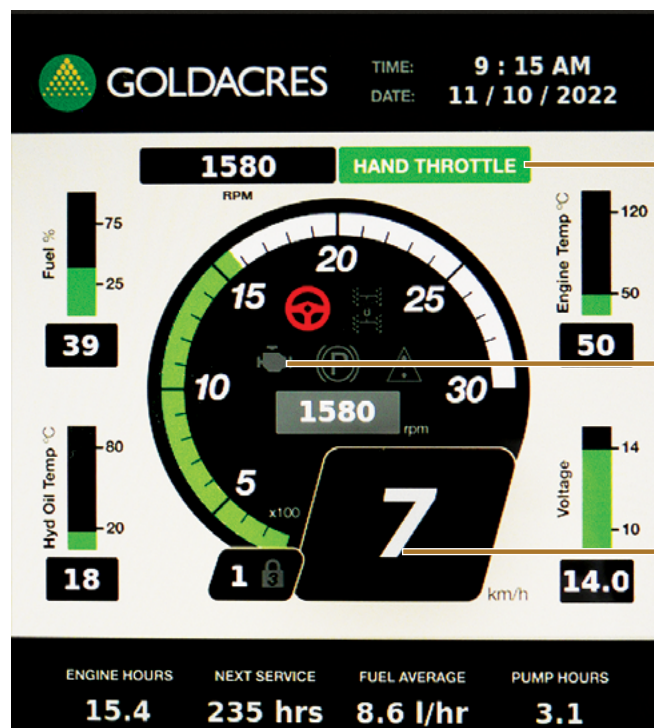 GOLDACRES
TIME: 9 : 15 AM
DATE: 11 / 10 / 2022
1580 HAND THROTTLE
RPM
Fuel %
75
25
39
Engine Temp °C
120
50
50
5
10
15
20
25
30
x100
1580 rpm
Hyd Oil Temp °C
80
20
18
Voltage
14
10
14.0
1 3
7 km/h
ENGINE HOURS NEXT SERVICE FUEL AVERAGE PUMP HOURS
15.4 235 hrs 8.6 l/hr 3.1